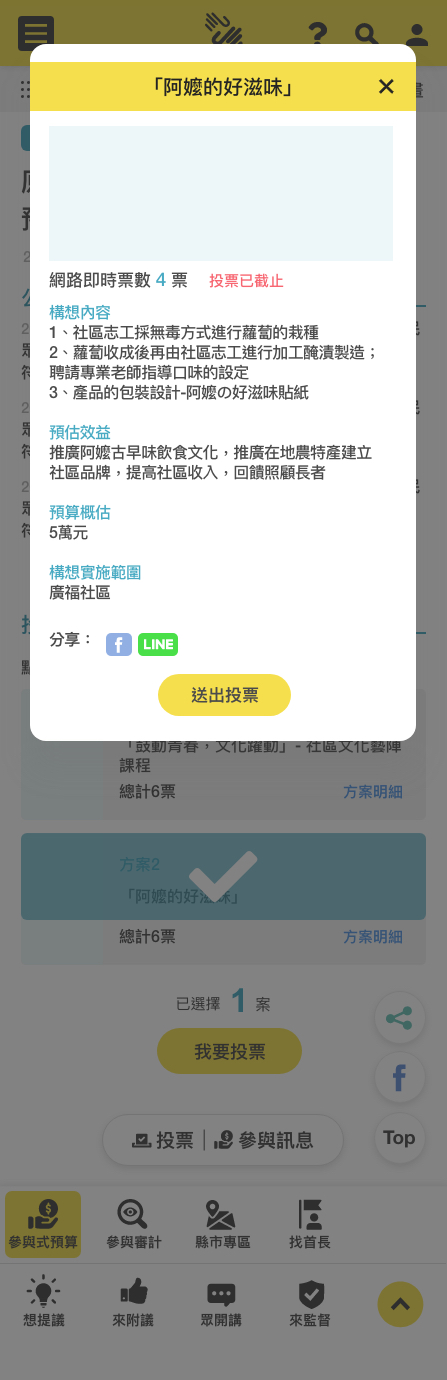 「阿嬤的好滋味」
網路即時票數 4 票 投票已截止
構想內容
1、社區志工採無毒方式進行蘿蔔的栽種
2、蘿蔔收成後再由社區志工進行加工醃漬製造；
聘請專業老師指導口味的設定
3、產品的包裝設計-阿嬤の好滋味貼紙
預估效益
推廣阿嬤古早味飲食文化，推廣在地農特產建立
社區品牌，提高社區收入，回饋照顧長者
預算概估
5萬元
構想實施範圍
廣福社區
分享： f LINE
送出投票
「鼓動青春，文化躍動」- 社區文化藝陣
課程
總計6票 方案明細
方案2
「阿嬤的好滋味」
總計6票 方案明細
已選擇 1 案
我要投票
f
投票 | 參與訊息
Top
參與式預算 參與審計 縣市專區 找首長
想提議 來附議 眾開講 來監督